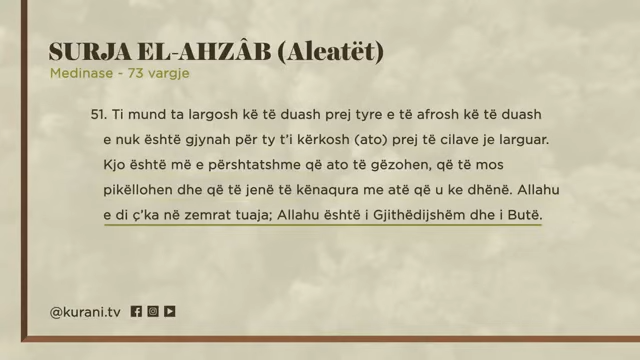 SURJA EL-AHZÂB (Aleatët)
Medinase - 73 vargje
51. Ti mund ta largosh kë të duash prej tyre e të afrosh kë të duash
e nuk është gjynah për ty t'i kërkosh (ato) prej të cilave je larguar.
Kjo është më e përshtatshme që ato të gëzohen, që të mos
pikëllohen dhe që të jenë të kënaqura me atë që u ke dhënë. Allahu
e di ç'ka në zemrat tuaja; Allahu është i Gjithëdijshëm dhe i Butë.
@kurani.tv